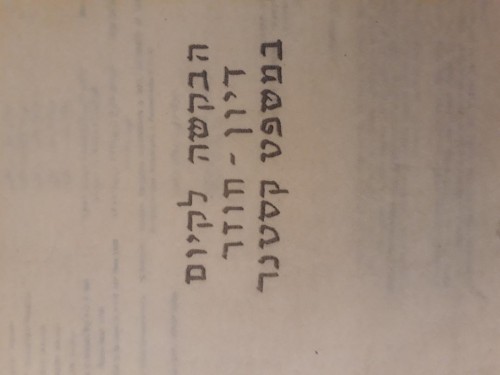 הבקשה לקיום
דיון - חוזר
במשפט קסטנר